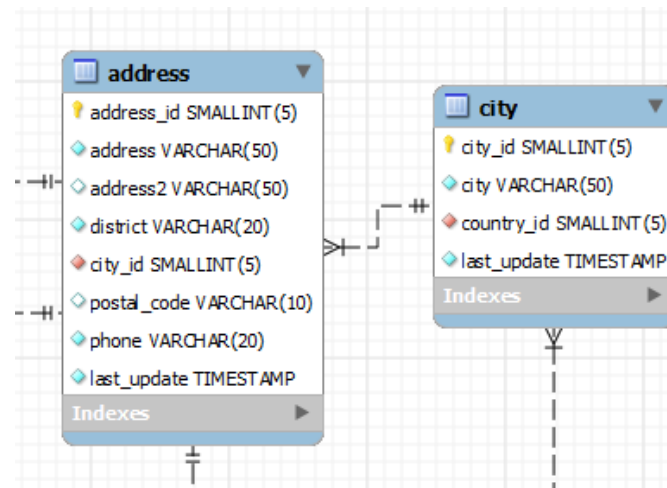 address
address_id SMALLINT(5)
address VARCHAR(50)
address2 VARCHAR(50)
district VARCHAR(20)
city_id SMALLINT(5)
postal_code VARCHAR(10)
phone VARCHAR(20)
last_update TIMESTAMP
Indexes
city
city_id SMALLINT(5)
city VARCHAR(50)
country_id SMALLINT(5)
last_update TIMESTAMP
Indexes